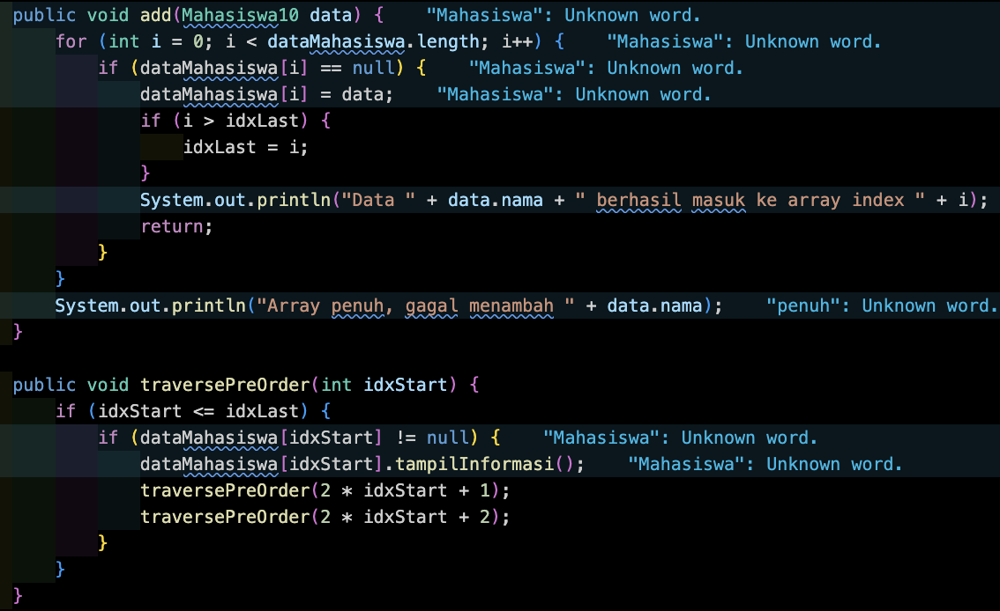 public void add(Mahasiswa10 data) {    "Mahasiswa": Unknown word.
    for (int i = 0; i < dataMahasiswa.length; i++) {    "Mahasiswa": Unknown word.
        if (dataMahasiswa[i] == null) {    "Mahasiswa": Unknown word.
            dataMahasiswa[i] = data;    "Mahasiswa": Unknown word.
            if (i > idxLast) {
                idxLast = i;
            }
            System.out.println("Data " + data.nama + " berhasil masuk ke array index " + i);
            return;
        }
    }
    System.out.println("Array penuh, gagal menambah " + data.nama);    "penuh": Unknown word.
}

public void traversePreOrder(int idxStart) {
    if (idxStart <= idxLast) {
        if (dataMahasiswa[idxStart] != null) {    "Mahasiswa": Unknown word.
            dataMahasiswa[idxStart].tampilInformasi();    "Mahasiswa": Unknown word.
            traversePreOrder(2 * idxStart + 1);
            traversePreOrder(2 * idxStart + 2);
        }
    }
}